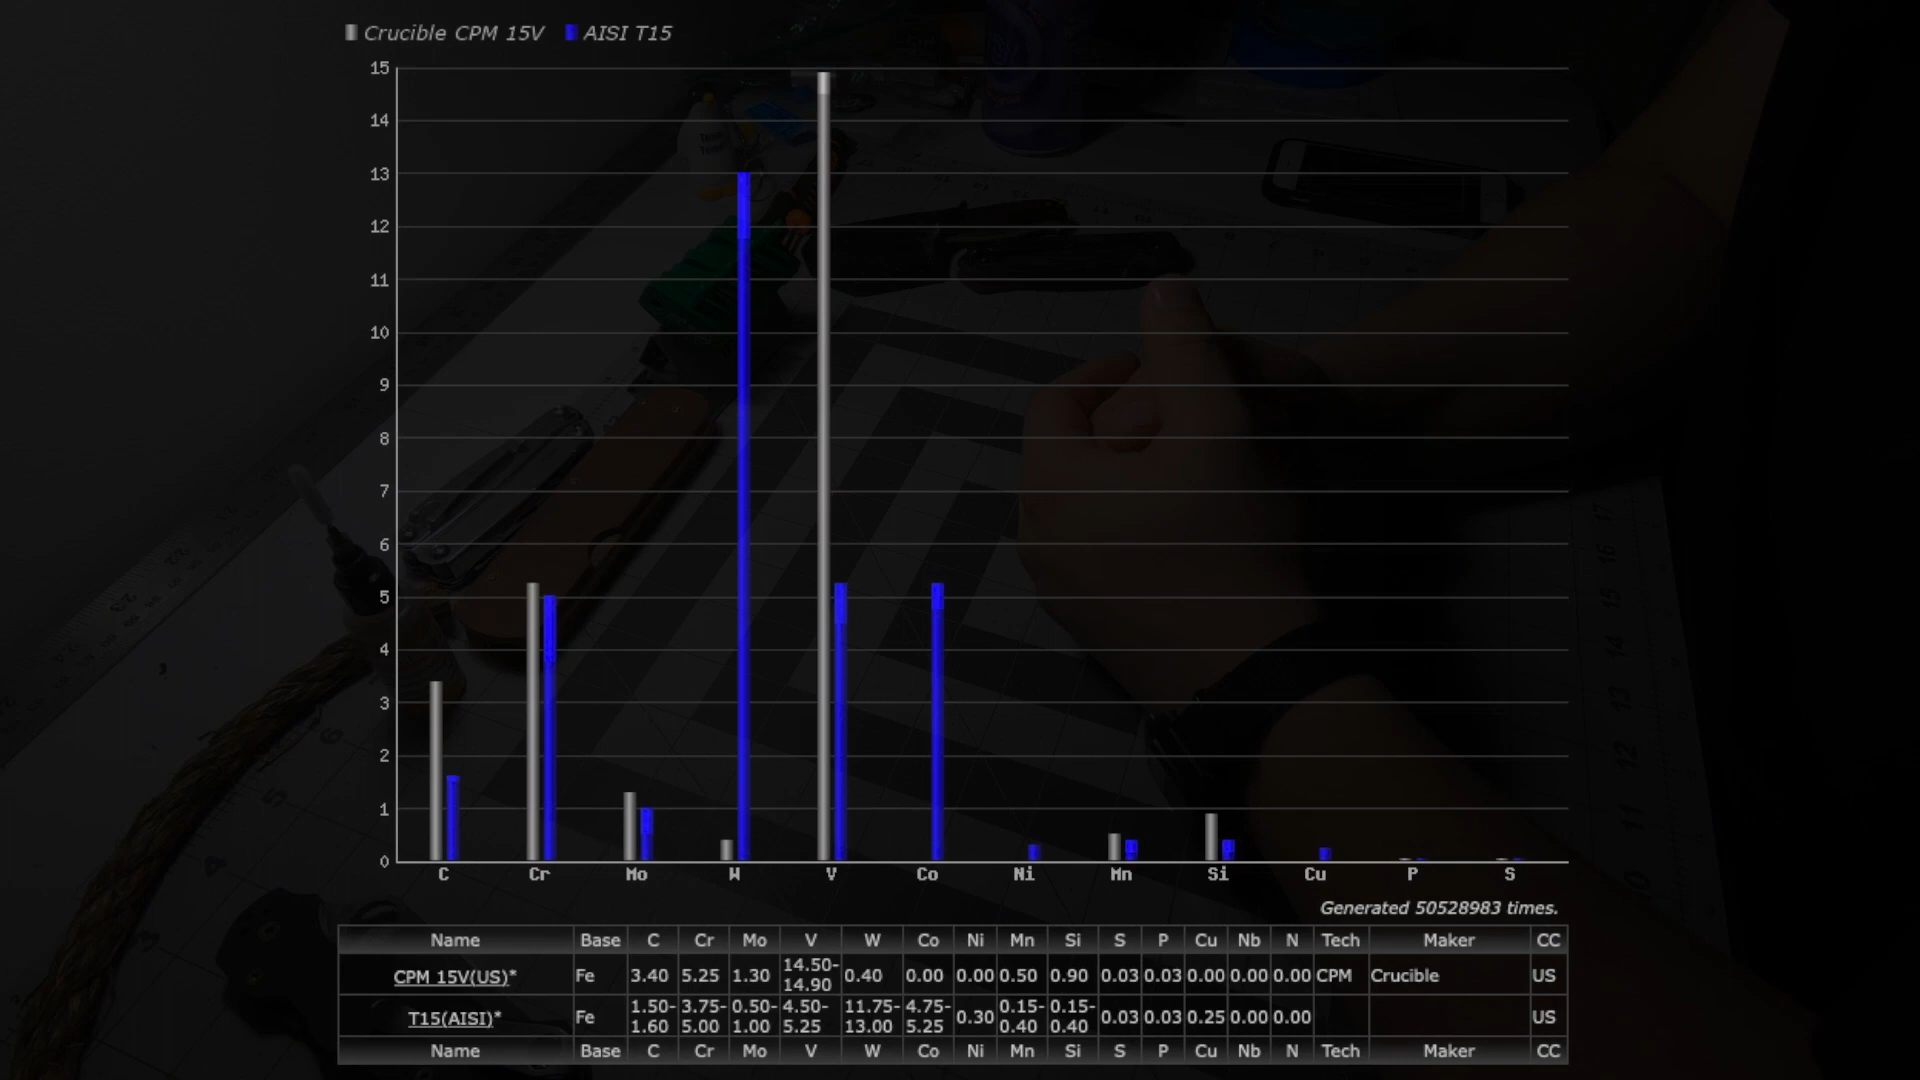 Crucible CPM 15V AISI T15
15
14
13
12
11
10
9
8
7
6
5
4
3
2
1
0
C Cr Mo W V Co Ni Mn Si Cu P S
Generated 50528983 times.
Name Base C Cr Mo V W Co Ni Mn Si S P Cu Nb N Tech Maker CC
CPM 15V(US)* Fe 3.40 5.25 1.30 14.50-14.90 0.40 0.00 0.00 0.50 0.90 0.03 0.03 0.00 0.00 0.00 CPM Crucible US
T15(AISI)* Fe 1.50-1.60 3.75-5.00 0.50-1.00 4.50-5.25 11.75-13.00 4.75-5.25 0.30 0.15-0.40 0.15-0.40 0.03 0.03 0.25 0.00 0.00 US
Name Base C Cr Mo V W Co Ni Mn Si S P Cu Nb N Tech Maker CC